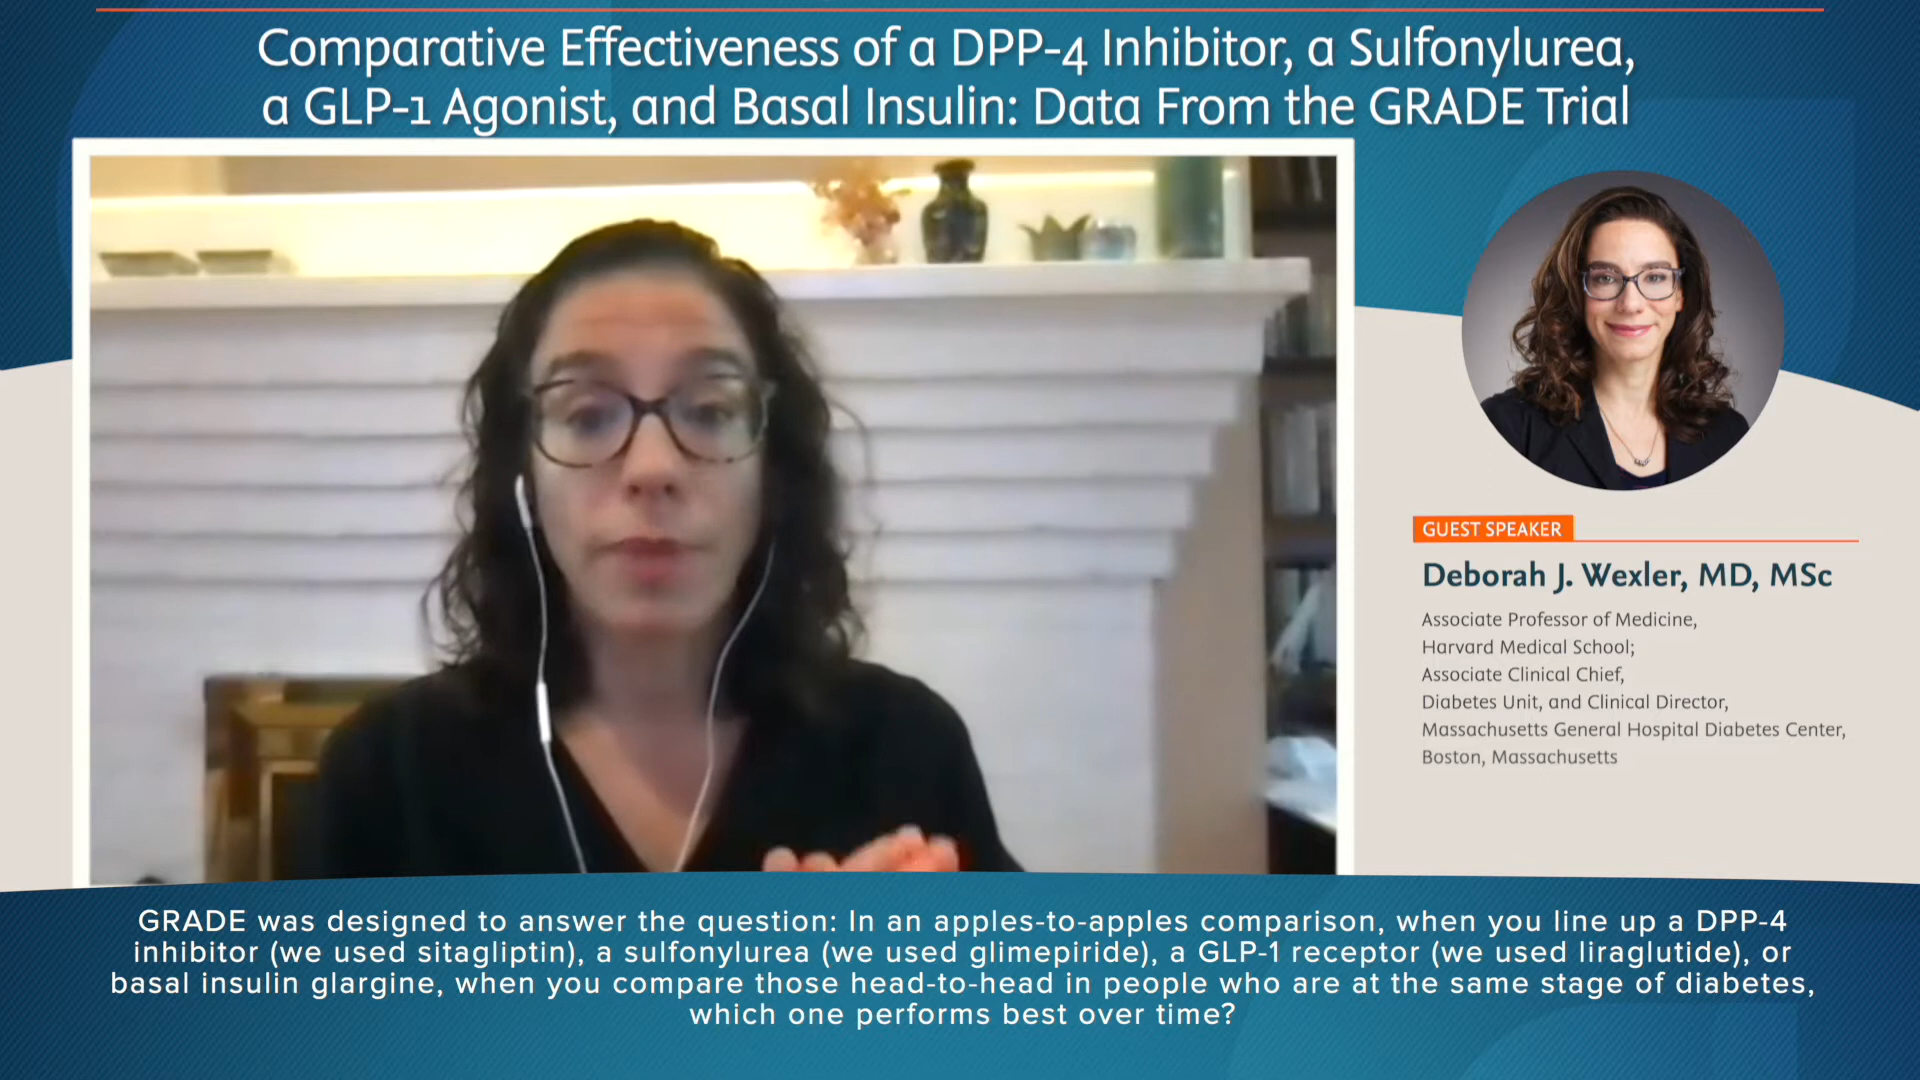 Comparative Effectiveness of a DPP-4 Inhibitor, a Sulfonylurea,
a GLP-1 Agonist, and Basal Insulin: Data From the GRADE Trial
GUEST SPEAKER
Deborah J. Wexler, MD, MSc
Associate Professor of Medicine,
Harvard Medical School;
Associate Clinical Chief,
Diabetes Unit, and Clinical Director,
Massachusetts General Hospital Diabetes Center,
Boston, Massachusetts
GRADE was designed to answer the question: In an apples-to-apples comparison, when you line up a DPP-4
inhibitor (we used sitagliptin), a sulfonylurea (we used glimepiride), a GLP-1 receptor (we used liraglutide), or
basal insulin glargine, when you compare those head-to-head in people who are at the same stage of diabetes,
which one performs best over time?